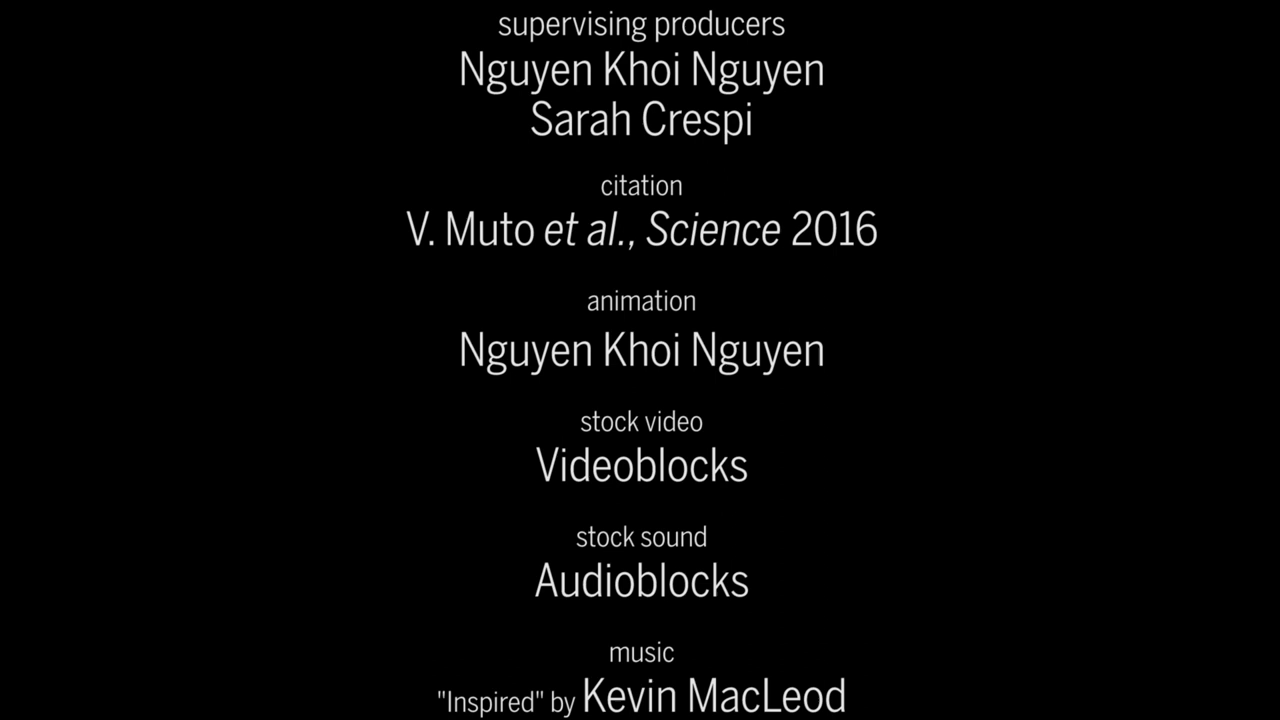 supervising producers
Nguyen Khoi Nguyen
Sarah Crespi
citation
V. Muto et al., Science 2016
animation
Nguyen Khoi Nguyen
stock video
Videoblocks
stock sound
Audioblocks
music
"Inspired" by Kevin MacLeod